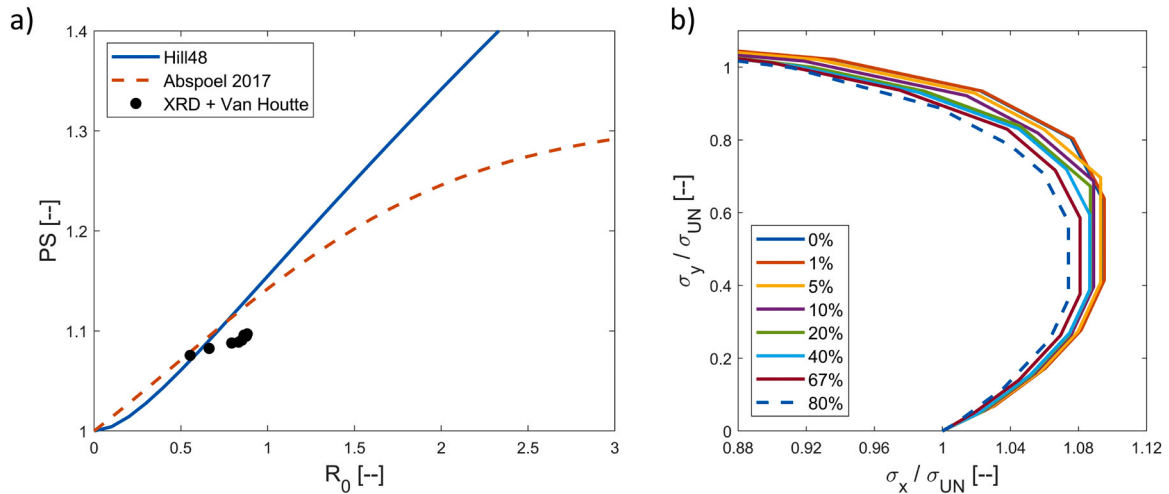 a)
PS [--]
1.4
1.3
1.2
1.1
1
Hill48
Abspoel 2017
XRD + Van Houtte
0 0.5 1 1.5 2 2.5 3
R0 [--]
b)
σy / σUN [--]
1
0.8
0.6
0.4
0.2
0
0%
1%
5%
10%
20%
40%
67%
80%
0.88 0.92 0.96 1 1.04 1.08 1.12
σx / σUN [--]